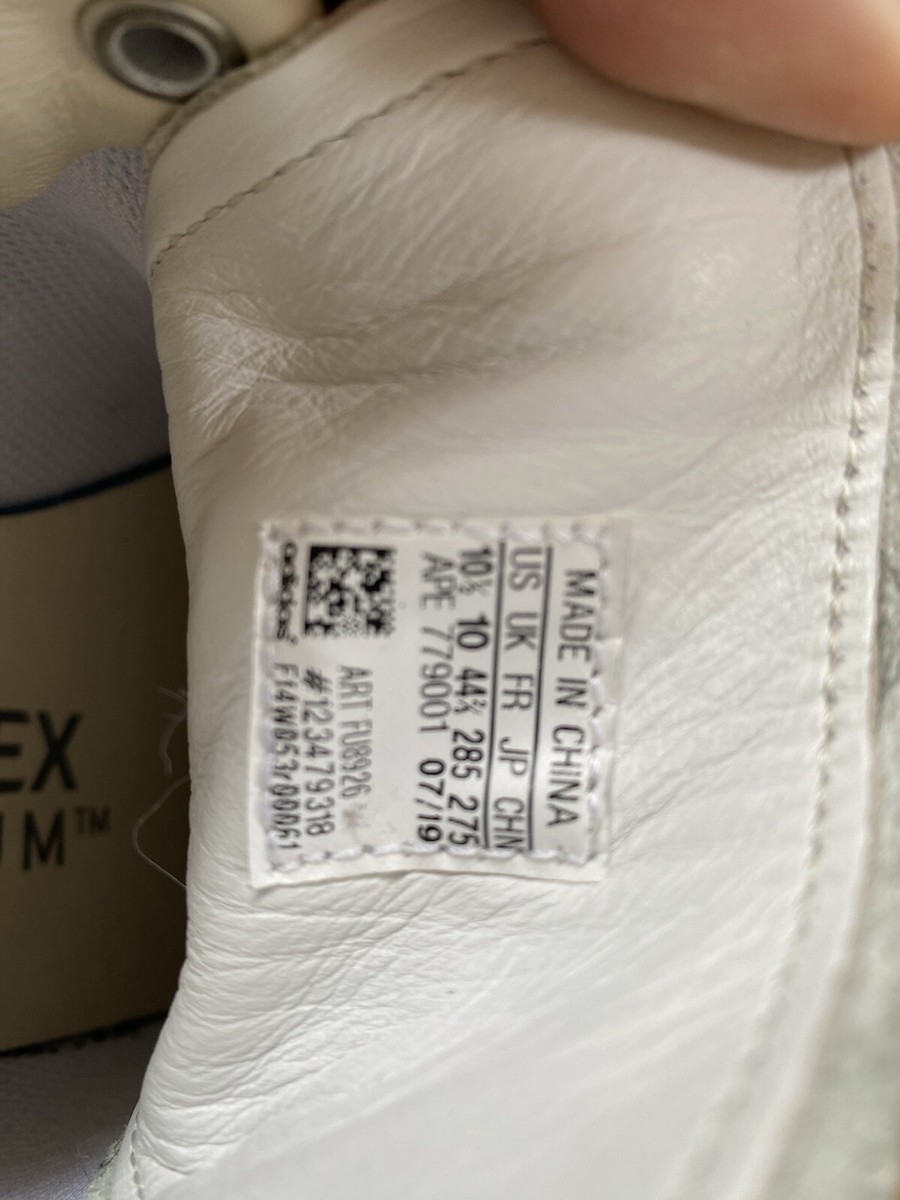 MADE IN CHINA
US UK FR JP CHN
10½ 10 44⅔ 285 275
APE 779001 07/19
ART FU8926
#123479318
adidas F14W053r00061
EX
UM™